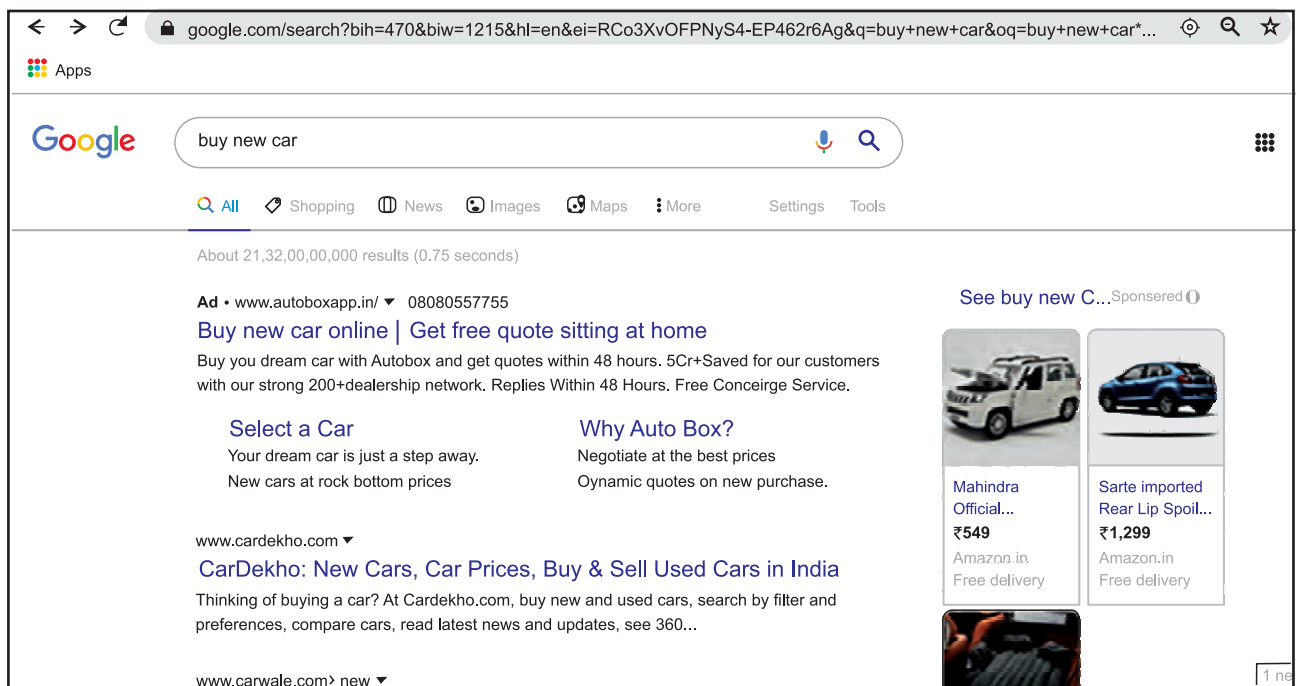 google.com/search?bih=470&biw=1215&hl=en&ei=RCo3XvOFPNyS4-EP462r6Ag&q=buy+new+car&oq=buy+new+car*...
Apps
Google
buy new car
All Shopping News Images Maps More Settings Tools
About 21,32,00,00,000 results (0.75 seconds)
Ad • www.autoboxapp.in/ 08080557755
Buy new car online | Get free quote sitting at home
Buy you dream car with Autobox and get quotes within 48 hours. 5Cr+Saved for our customers
with our strong 200+dealership network. Replies Within 48 Hours. Free Conceirge Service.
Select a Car
Your dream car is just a step away.
New cars at rock bottom prices
Why Auto Box?
Negotiate at the best prices
Oynamic quotes on new purchase.
www.cardekho.com
CarDekho: New Cars, Car Prices, Buy & Sell Used Cars in India
Thinking of buying a car? At Cardekho.com, buy new and used cars, search by filter and
preferences, compare cars, read latest news and updates, see 360...
www.carwale.com› new
See buy new C... Sponsered
Mahindra
Official...
₹549
Amazon.in
Free delivery
Sarte imported
Rear Lip Spoil...
₹1,299
Amazon.in
Free delivery
1 ne